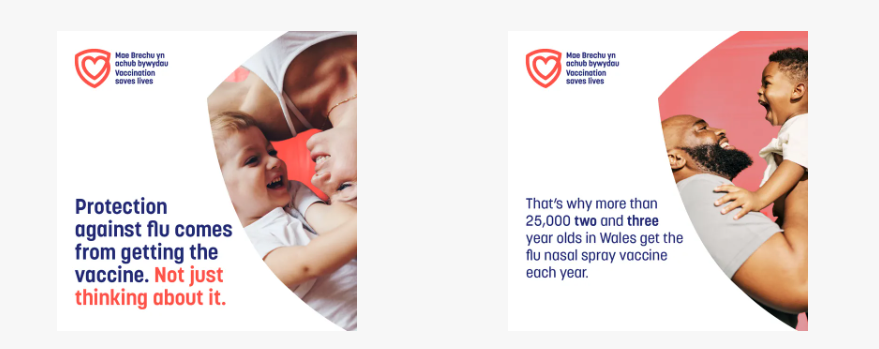 Mae Brechu yn
achub bywydau
Vaccination
saves lives
Protection
against flu comes
from getting the
vaccine. Not just
thinking about it.
Mae Brechu yn
achub bywydau
Vaccination
saves lives
That's why more than
25,000 two and three
year olds in Wales get the
flu nasal spray vaccine
each year.